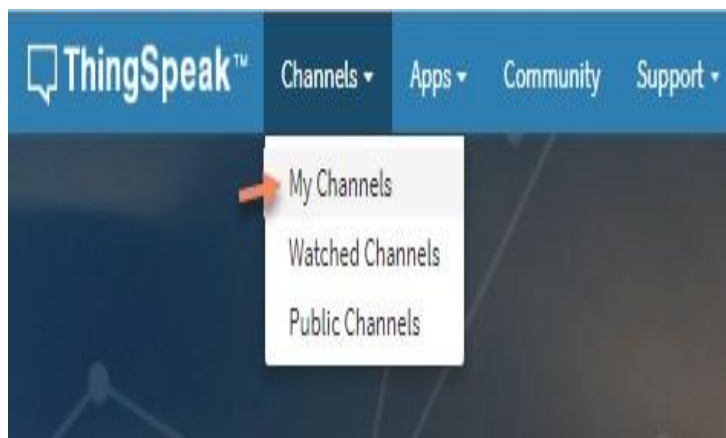 ThingSpeak™ Channels Apps Community Support
My Channels
Watched Channels
Public Channels